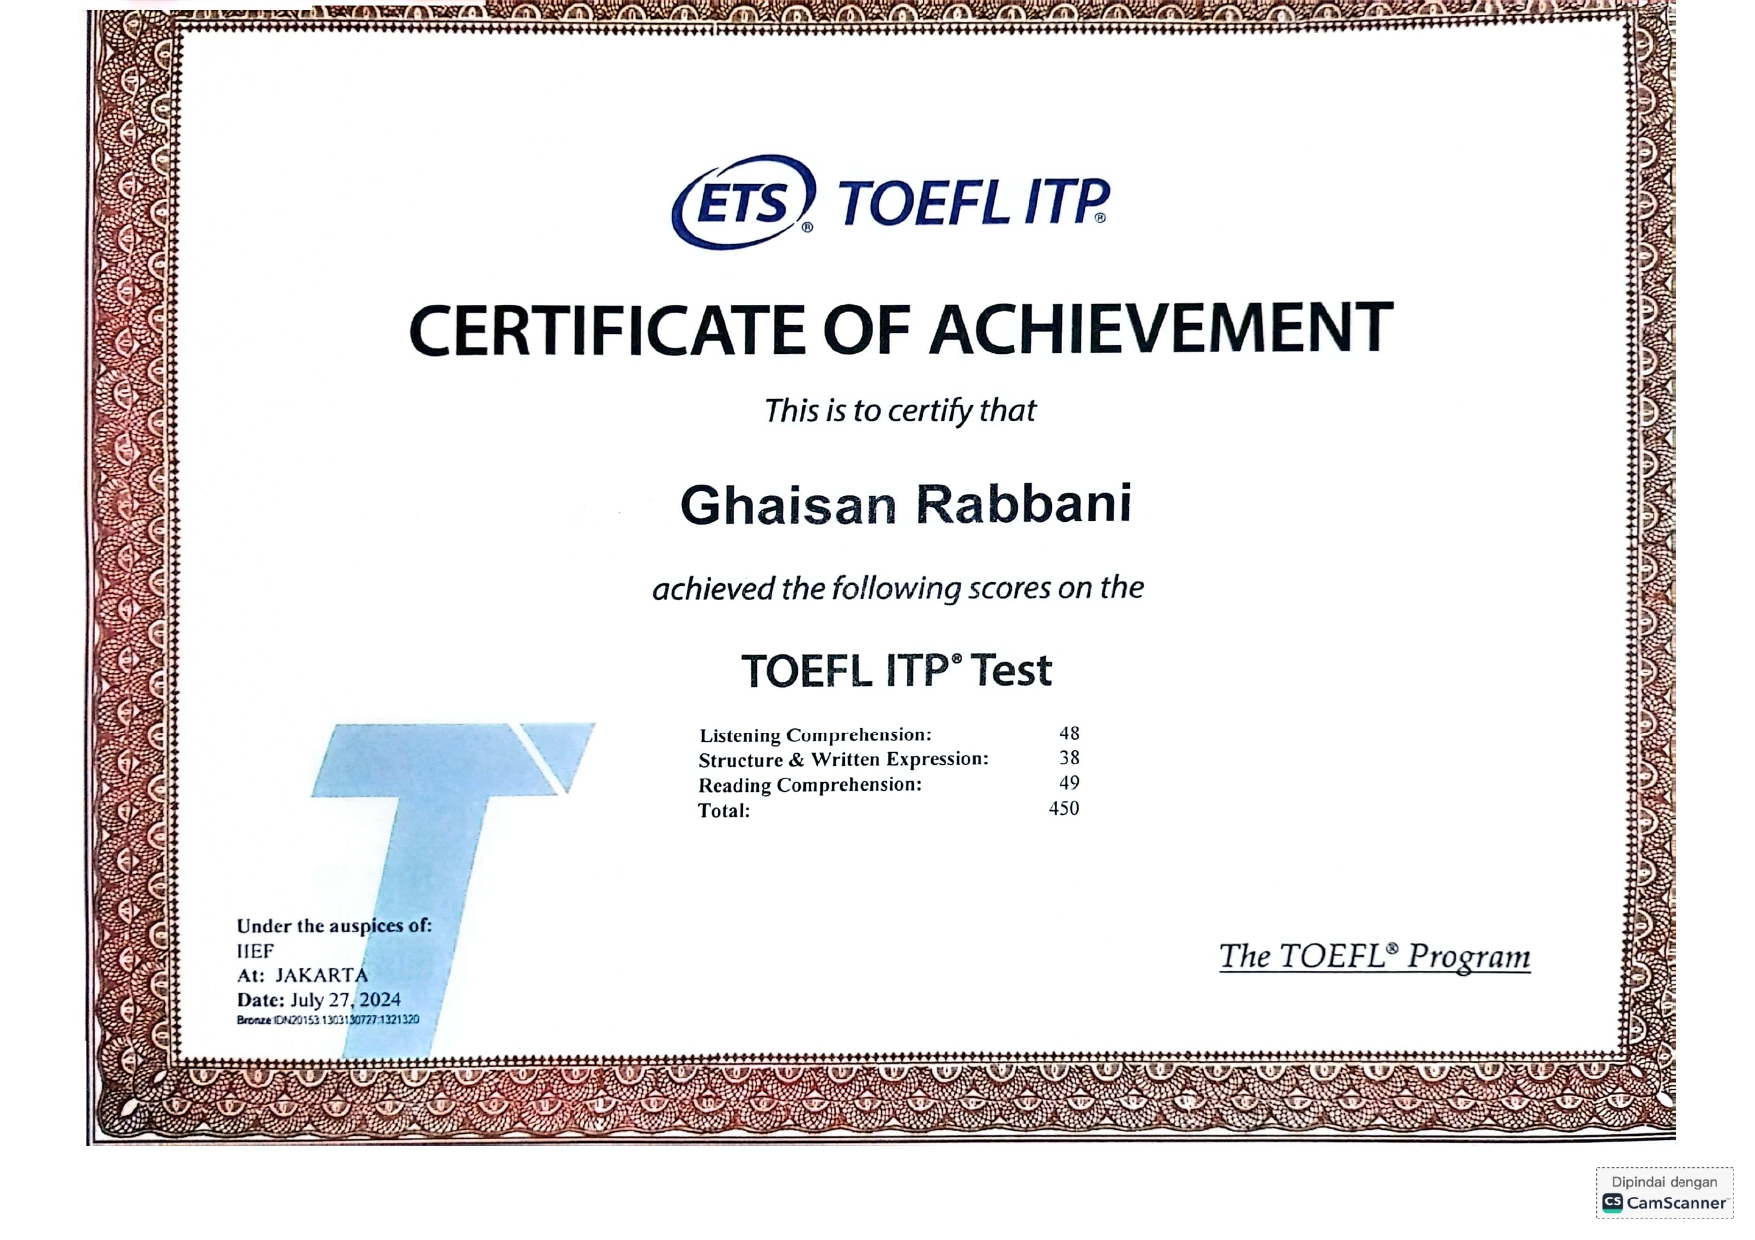 ETS® TOEFL ITP®
CERTIFICATE OF ACHIEVEMENT
This is to certify that
Ghaisan Rabbani
achieved the following scores on the
TOEFL ITP® Test
Listening Comprehension: 48
Structure & Written Expression: 38
Reading Comprehension: 49
Total: 450
Under the auspices of:
IIEF
At: JAKARTA
Date: July 27, 2024
Bronze IDN20153:1303130727:1321320
The TOEFL® Program
Dipindai dengan
CS CamScanner